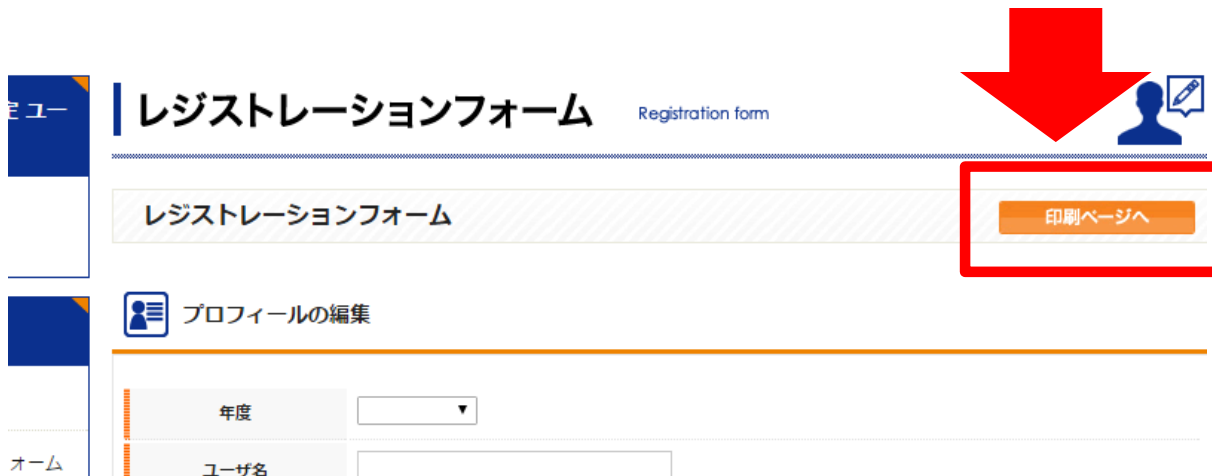 ユー
レジストレーションフォーム Registration form
レジストレーションフォーム 印刷ページへ
プロフィールの編集
年度
ユーザ名
ォーム